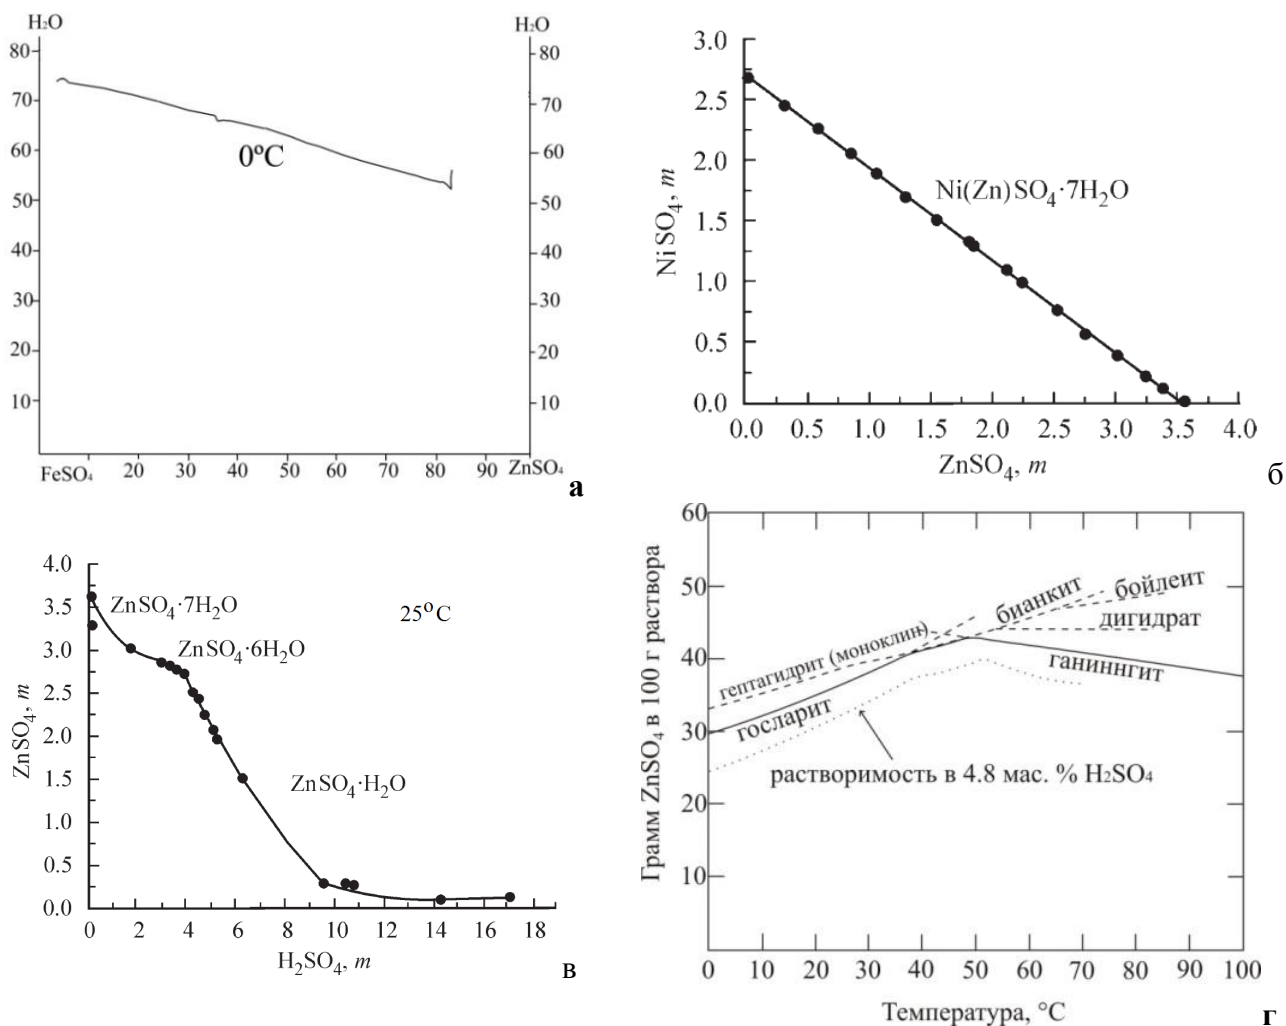 H₂O H₂O
80 80
70 70
60 60
0ºC
50 50
40 40
30 30
20 20
10 10
FeSO₄ 20 30 40 50 60 70 80 90 ZnSO₄
а
3.0
2.5
2.0
1.5
1.0
0.5
0.0
NiSO₄, m
Ni(Zn)SO₄·7H₂O
0.0 0.5 1.0 1.5 2.0 2.5 3.0 3.5 4.0
ZnSO₄, m
б
4.0
3.5
3.0
2.5
2.0
1.5
1.0
0.5
0.0
ZnSO₄, m
25°C
ZnSO₄·7H₂O
ZnSO₄·6H₂O
ZnSO₄·H₂O
0 2 4 6 8 10 12 14 16 18
H₂SO₄, m
в
60
50
40
30
20
10
Грамм ZnSO₄ в 100 г раствора
гептагидрит (моноклин)
бианкит
бойлеит
дигидрат
ганиннгит
госларит
растворимость в 4.8 мас. % H₂SO₄
0 10 20 30 40 50 60 70 80 90 100
Температура, °C
г